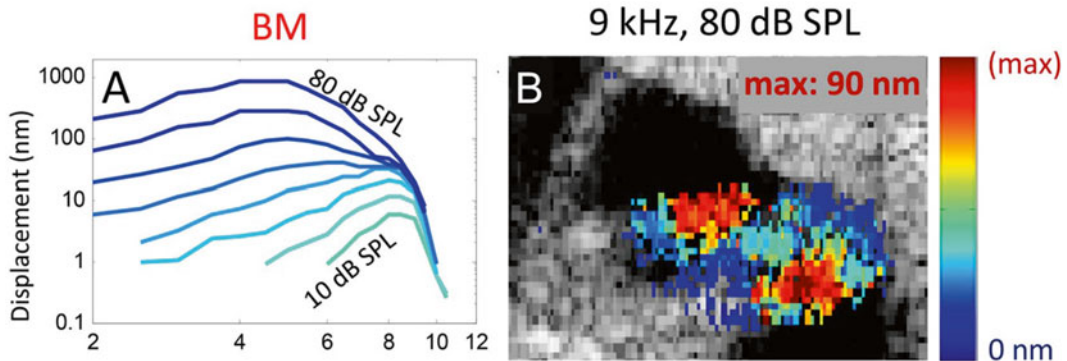 BM
A
Displacement (nm)
1000
100
10
1
0.1
2
4
6
8
10
12
80 dB SPL
10 dB SPL
9 kHz, 80 dB SPL
B
max: 90 nm
(max)
0 nm